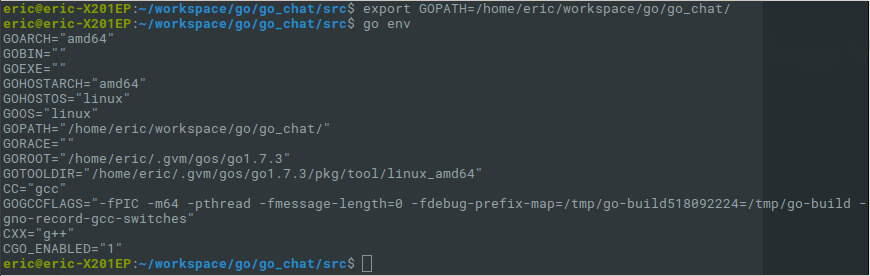 eric@eric-X201EP:~/workspace/go/go_chat/src$ export GOPATH=/home/eric/workspace/go/go_chat/
eric@eric-X201EP:~/workspace/go/go_chat/src$ go env
GOARCH="amd64"
GOBIN=""
GOEXE=""
GOHOSTARCH="amd64"
GOHOSTOS="linux"
GOOS="linux"
GOPATH="/home/eric/workspace/go/go_chat/"
GORACE=""
GOROOT="/home/eric/.gvm/gos/go1.7.3"
GOTOOLDIR="/home/eric/.gvm/gos/go1.7.3/pkg/tool/linux_amd64"
CC="gcc"
GOGCCFLAGS="-fPIC -m64 -pthread -fmessage-length=0 -fdebug-prefix-map=/tmp/go-build518092224=/tmp/go-build -
gno-record-gcc-switches"
CXX="g++"
CGO_ENABLED="1"
eric@eric-X201EP:~/workspace/go/go_chat/src$